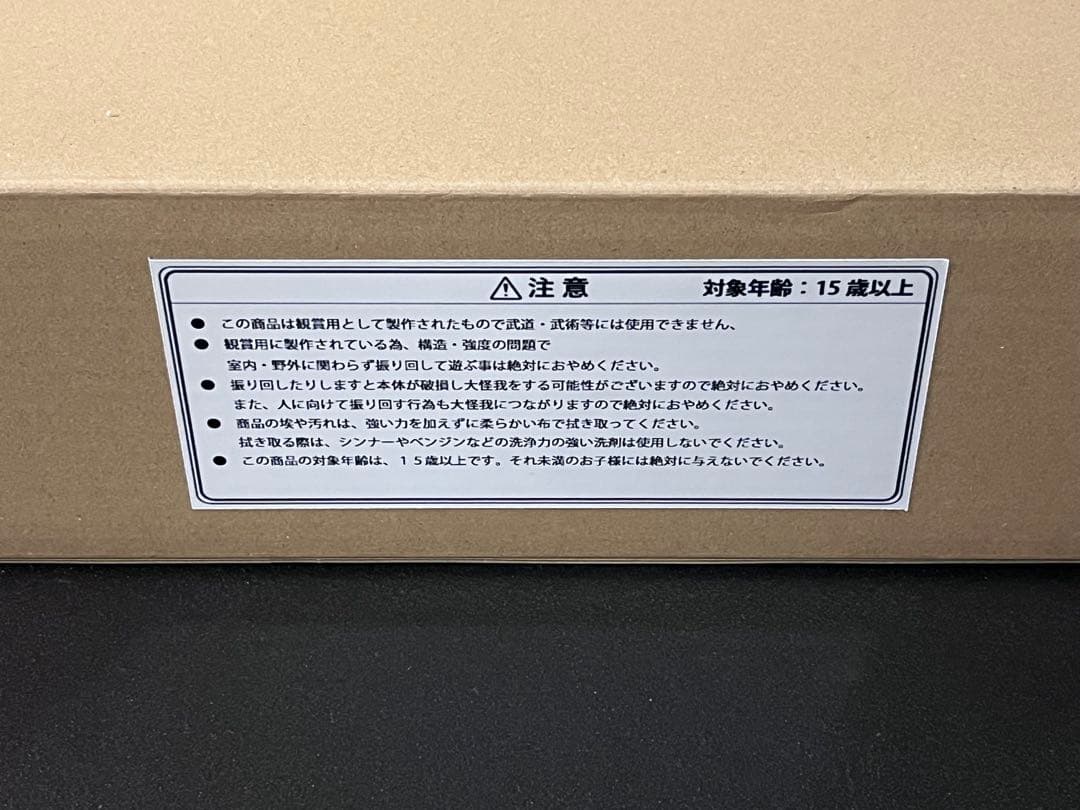 ⚠注意 対象年齢：15歳以上
● この商品は観賞用として製作されたもので武道・武術等には使用できません、
● 観賞用に製作されている為、構造・強度の問題で
室内・野外に関わらず振り回して遊ぶ事は絶対におやめください。
● 振り回したりしますと本体が破損し大怪我をする可能性がございますので絶対におやめください。
また、人に向けて振り回す行為も大怪我につながりますので絶対におやめください。
● 商品の埃や汚れは、強い力を加えずに柔らかい布で拭き取ってください。
拭き取る際は、シンナーやベンジンなどの洗浄力の強い洗剤は使用しないでください。
● この商品の対象年齢は、１５歳以上です。それ未満のお子様には絶対に与えないでください。